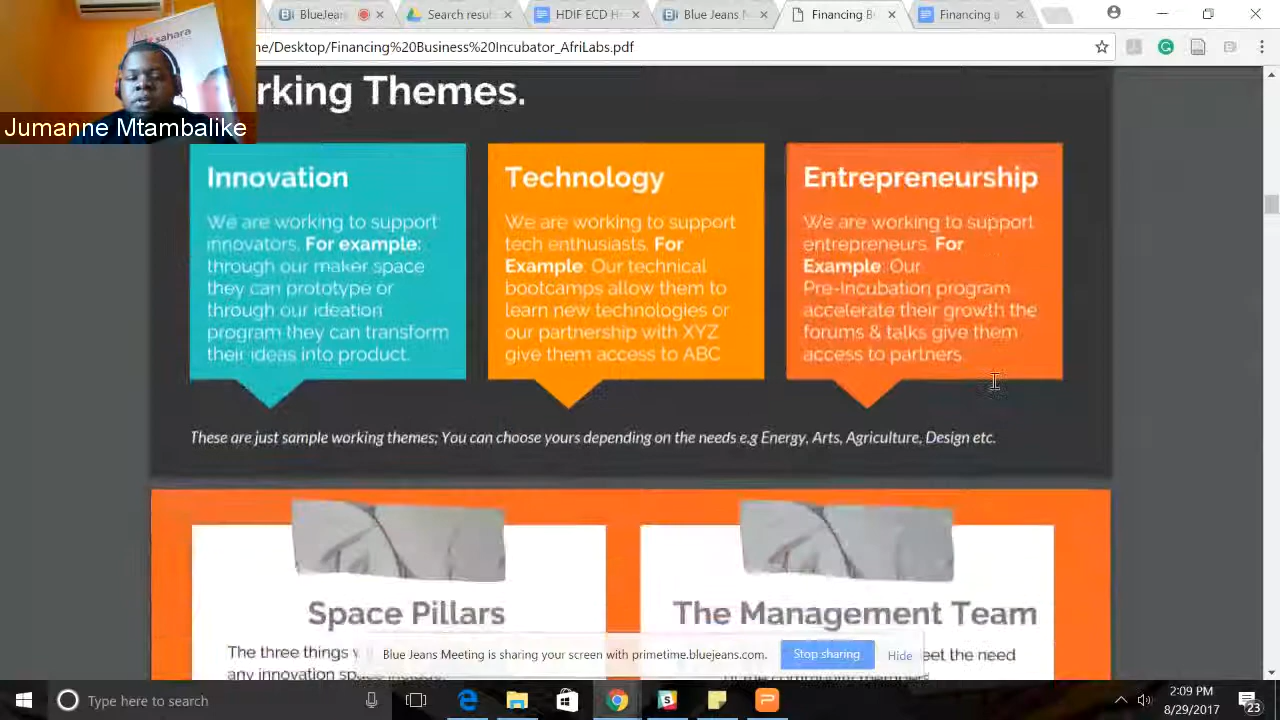 BlueJeans
Search resul
HDIF ECD H
Blue Jeans N
Financing B
Financing a
sahara
ne/Desktop/Financing%20Business%20Incubator_AfriLabs.pdf
Jumanne Mtambalike
rking Themes.
Innovation
We are working to support
innovators. For example:
through our maker space
they can prototype or
through our ideation
program they can transform
their ideas into product.
Technology
We are working to support
tech enthusiasts. For
Example: Our technical
bootcamps allow them to
learn new technologies or
our partnership with XYZ
give them access to ABC
Entrepreneurship
We are working to support
entrepreneurs. For
Example: Our
Pre-Incubation program
accelerate their growth the
forums & talks give them
access to partners.
These are just sample working themes; You can choose yours depending on the needs e.g Energy, Arts, Agriculture, Design etc.
Space Pillars
The three things
any innovation
The Management Team
eet the need
Blue Jeans Meeting is sharing your screen with primetime.bluejeans.com.
Stop sharing
Hide
Type here to search
2:09 PM
8/29/2017
23